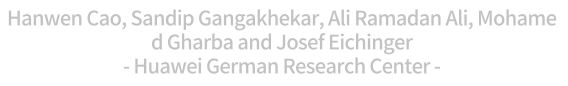 Hanwen Cao, Sandip Gangakhekar, Ali Ramadan Ali, Mohame
d Gharba and Josef Eichinger
- Huawei German Research Center -